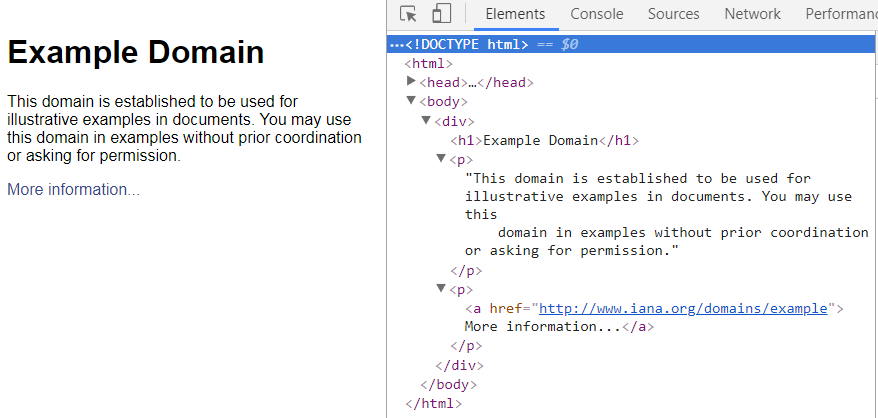 Example Domain
This domain is established to be used for
illustrative examples in documents. You may use
this domain in examples without prior coordination
or asking for permission.
More information...
Elements Console Sources Network Performanc
…<!DOCTYPE html> == $0
<html>
<head>…</head>
<body>
<div>
<h1>Example Domain</h1>
<p>
"This domain is established to be used for
illustrative examples in documents. You may use
this
domain in examples without prior coordination
or asking for permission."
</p>
<p>
<a href="http://www.iana.org/domains/example">
More information...</a>
</p>
</div>
</body>
</html>